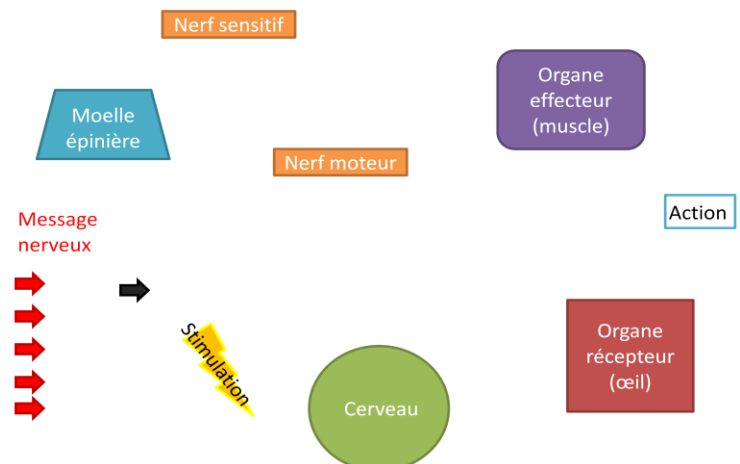 Nerf sensitif
Organe
effecteur
(muscle)
Moelle
épinière
Nerf moteur
Action
Message
nerveux
Stimulation
Organe
récepteur
(œil)
Cerveau